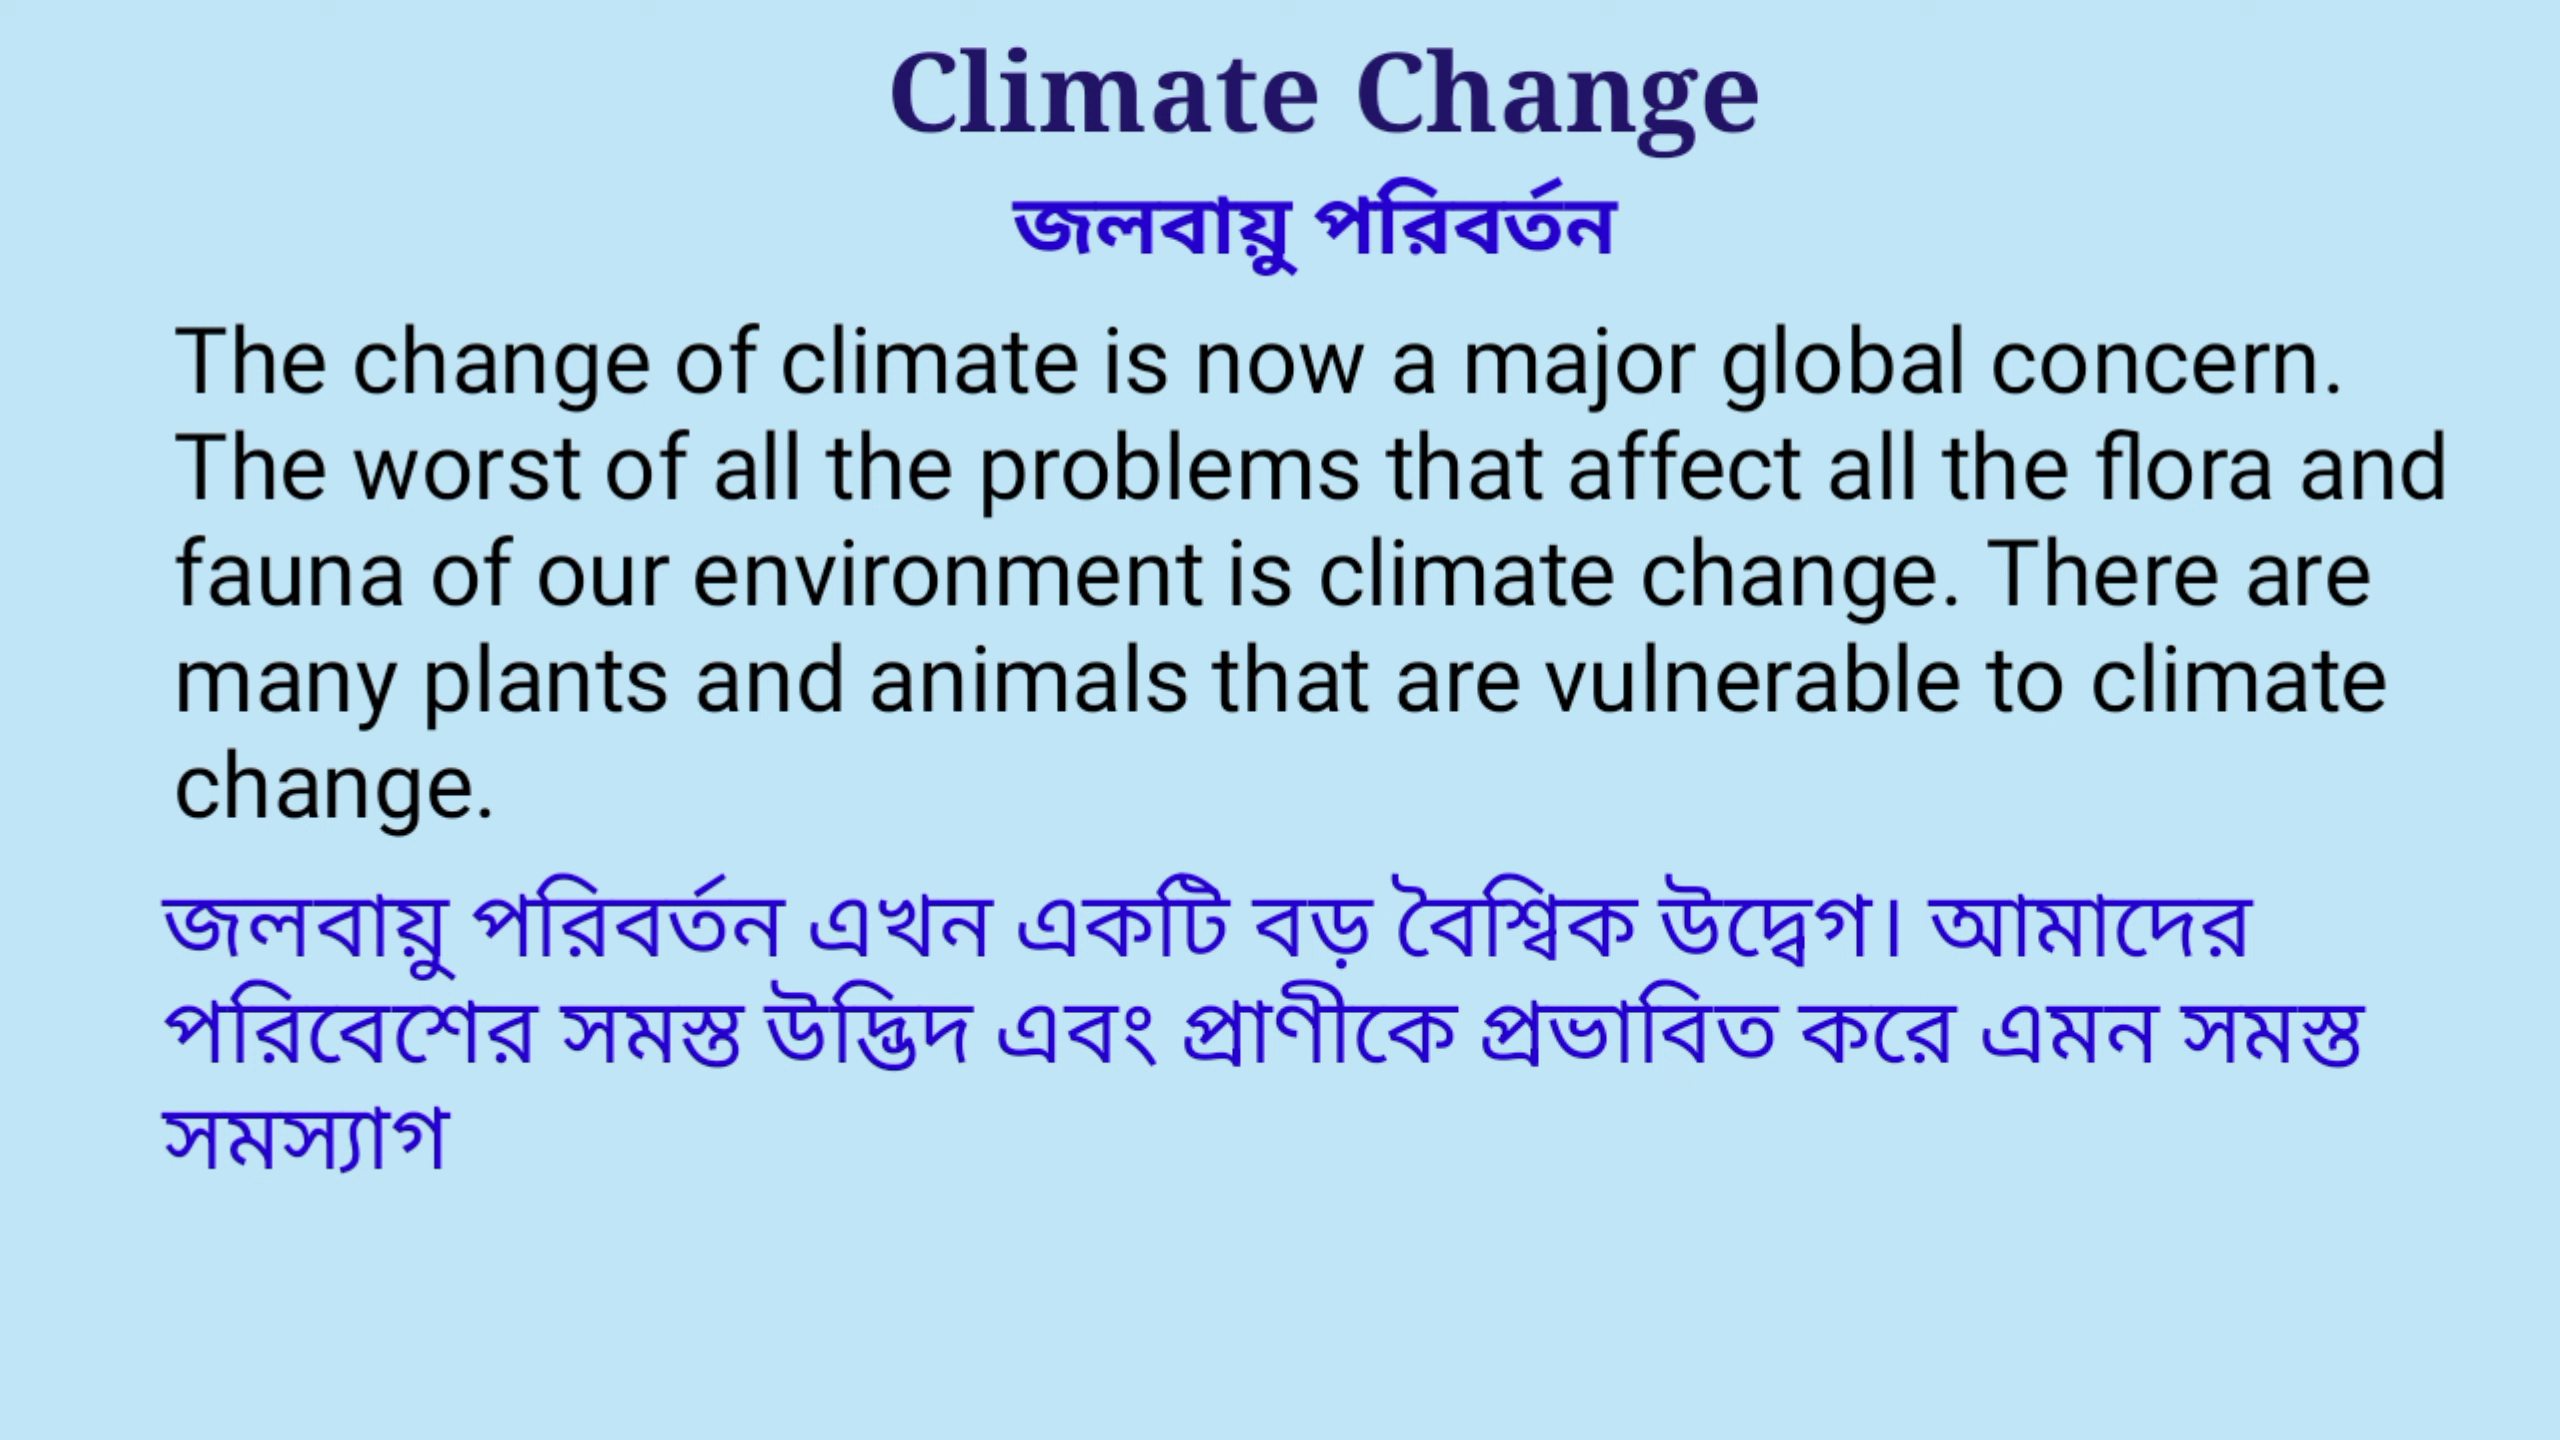 Climate Change
জলবায়ু পরিবর্তন
The change of climate is now a major global concern.
The worst of all the problems that affect all the flora and
fauna of our environment is climate change. There are
many plants and animals that are vulnerable to climate
change.
জলবায়ু পরিবর্তন এখন একটি বড় বৈশ্বিক উদ্বেগ। আমাদের
পরিবেশের সমস্ত উদ্ভিদ এবং প্রাণীকে প্রভাবিত করে এমন সমস্ত
সমস্যাগ